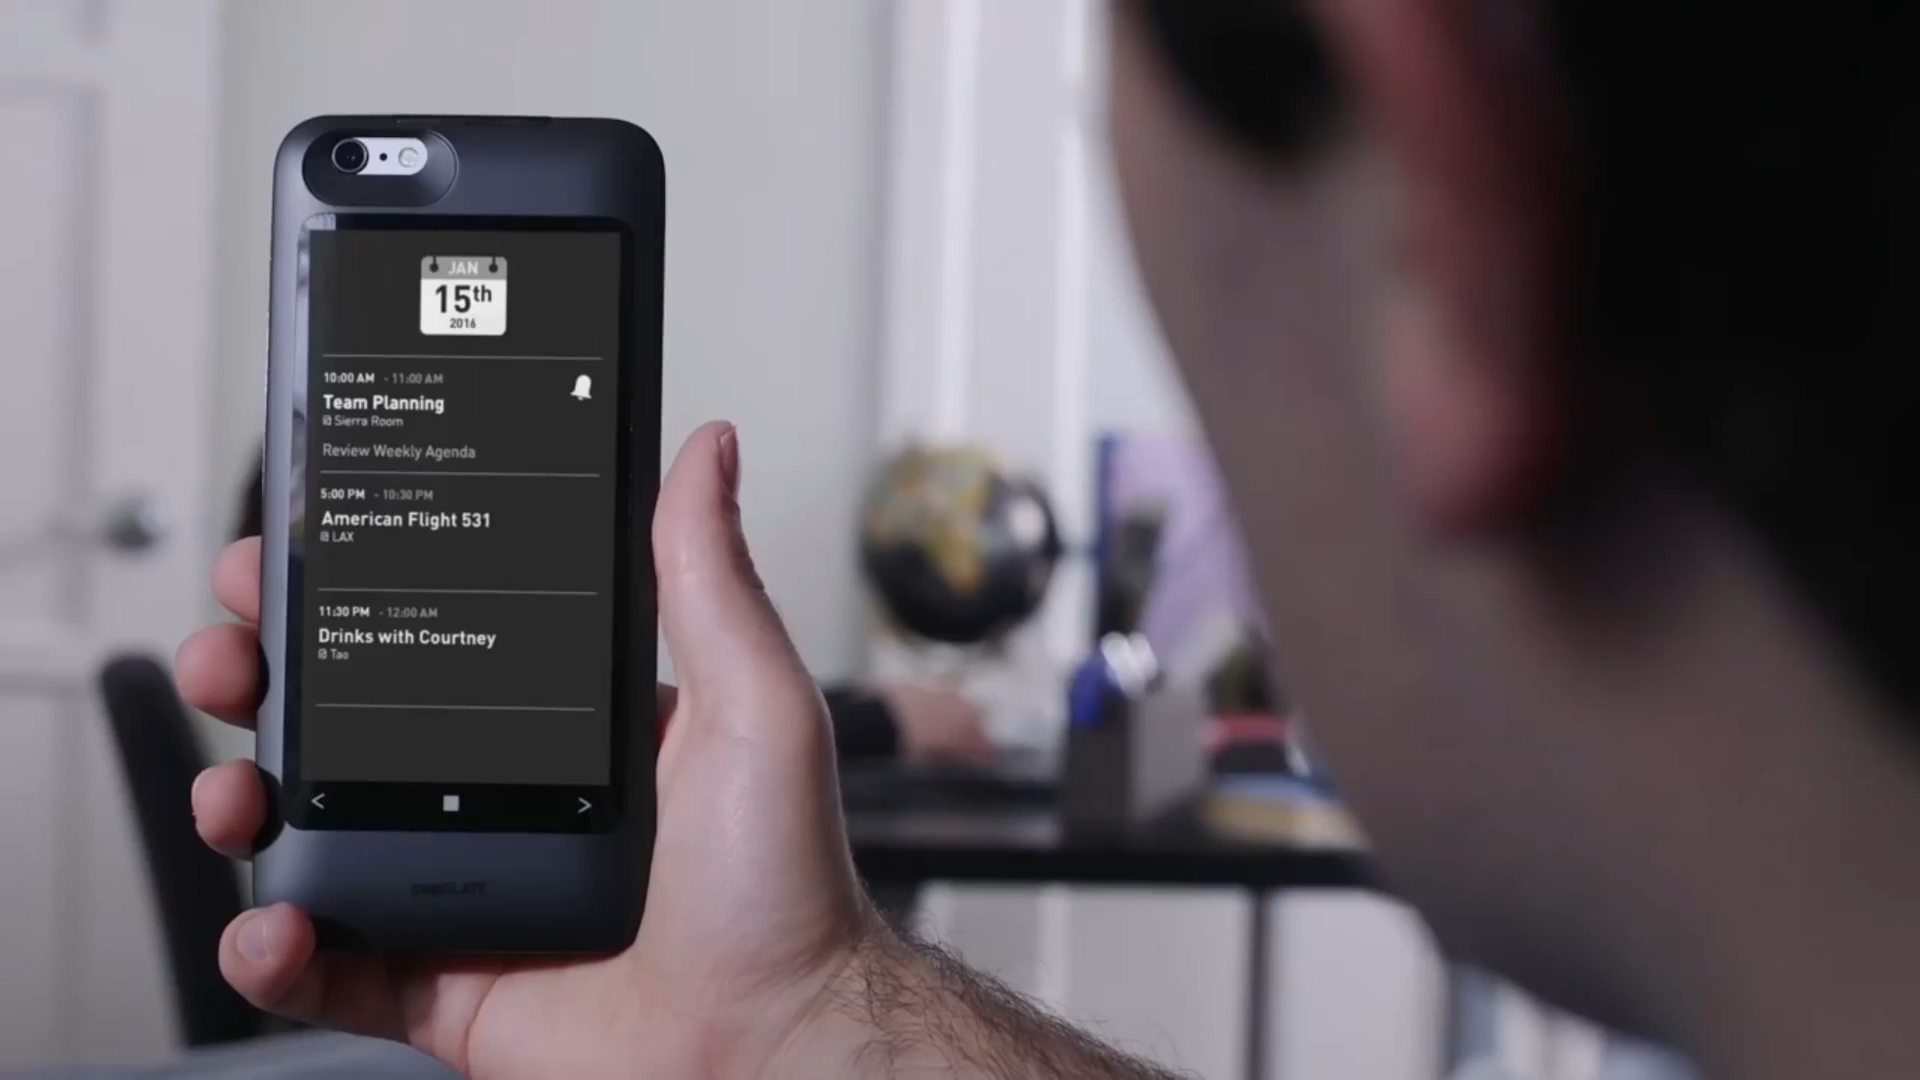 JAN
15th
2016
10:00 AM - 11:00 AM
Team Planning
Sierra Room
Review Weekly Agenda
5:00 PM - 10:30 PM
American Flight 531
LAX
11:30 PM - 12:00 AM
Drinks with Courtney
Tao
< >